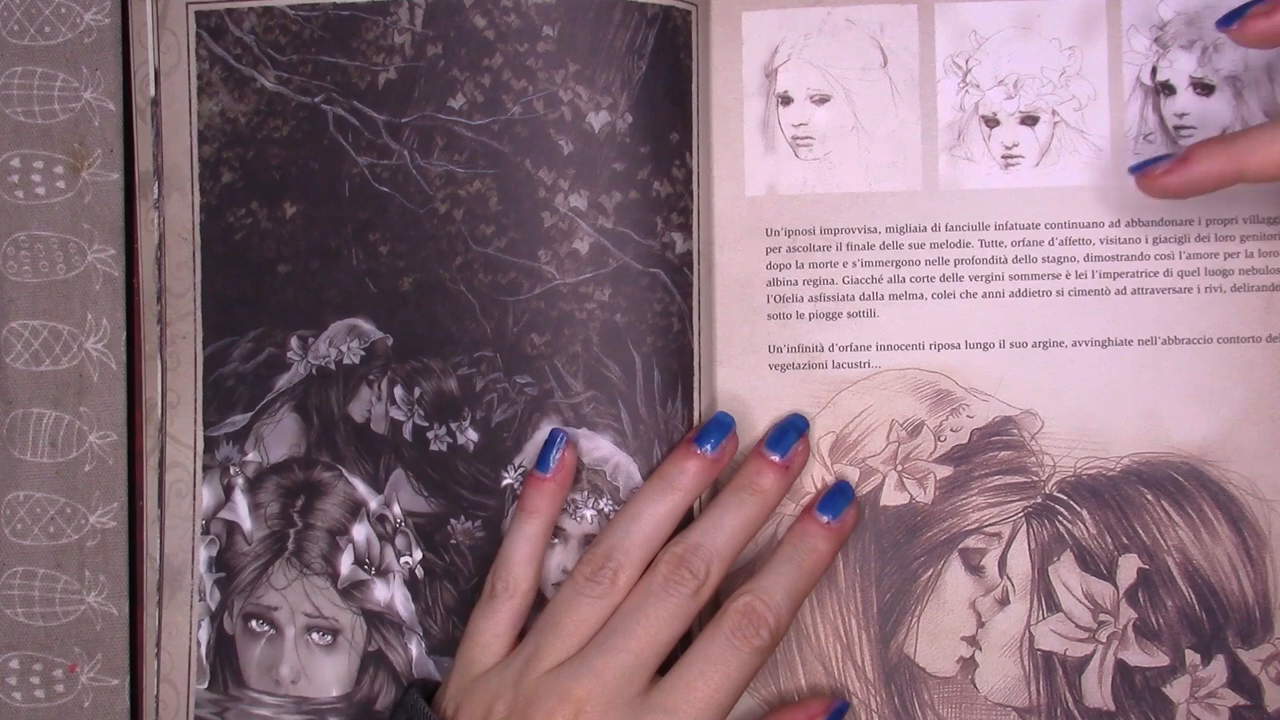 Un'ipnosi improvvisa, migliaia di fanciulle infatuate continuano ad abbandonare i propri villagg
per ascoltare il finale delle sue melodie. Tutte, orfane d'affetto, visitano i giacigli dei loro genitori
dopo la morte e s'immergono nelle profondità dello stagno, dimostrando così l'amore per la loro
albina regina. Giacché alla corte delle vergini sommerse è lei l'imperatrice di quel luogo nebulos
l'Ofelia asfissiata dalla melma, colei che anni addietro si cimentò ad attraversare i rivi, delirando
sotto le piogge sottili.
Un'infinità d'orfane innocenti riposa lungo il suo argine, avvinghiate nell'abbraccio contorto del
vegetazioni lacustri...